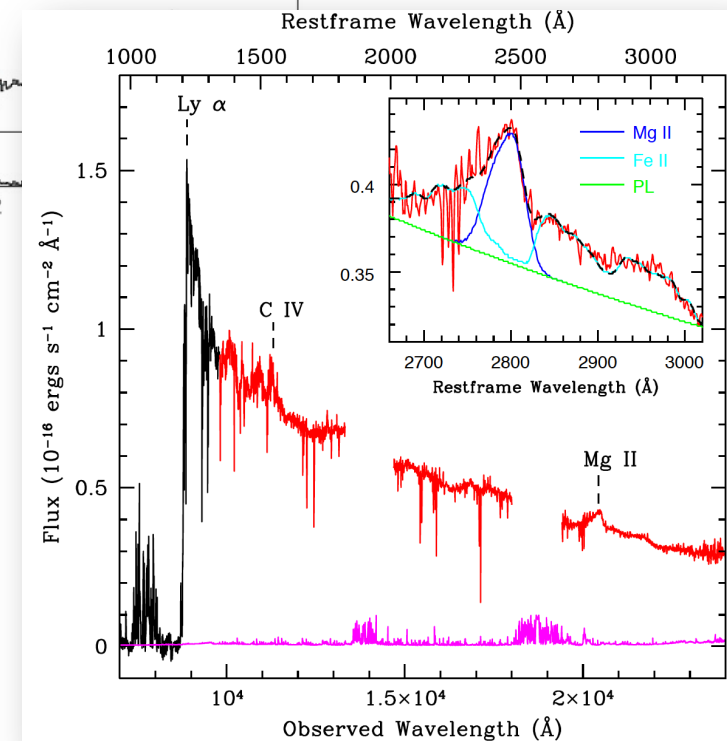 Restframe Wavelength (Å)
1000 1500 2000 2500 3000
Ly α
C IV
Mg II
Flux (10⁻¹⁶ ergs s⁻¹ cm⁻² Å⁻¹)
1.5
1
0.5
0
Mg II
Fe II
PL
0.4
0.35
2700 2800 2900 3000
Restframe Wavelength (Å)
10⁴ 1.5×10⁴ 2×10⁴
Observed Wavelength (Å)